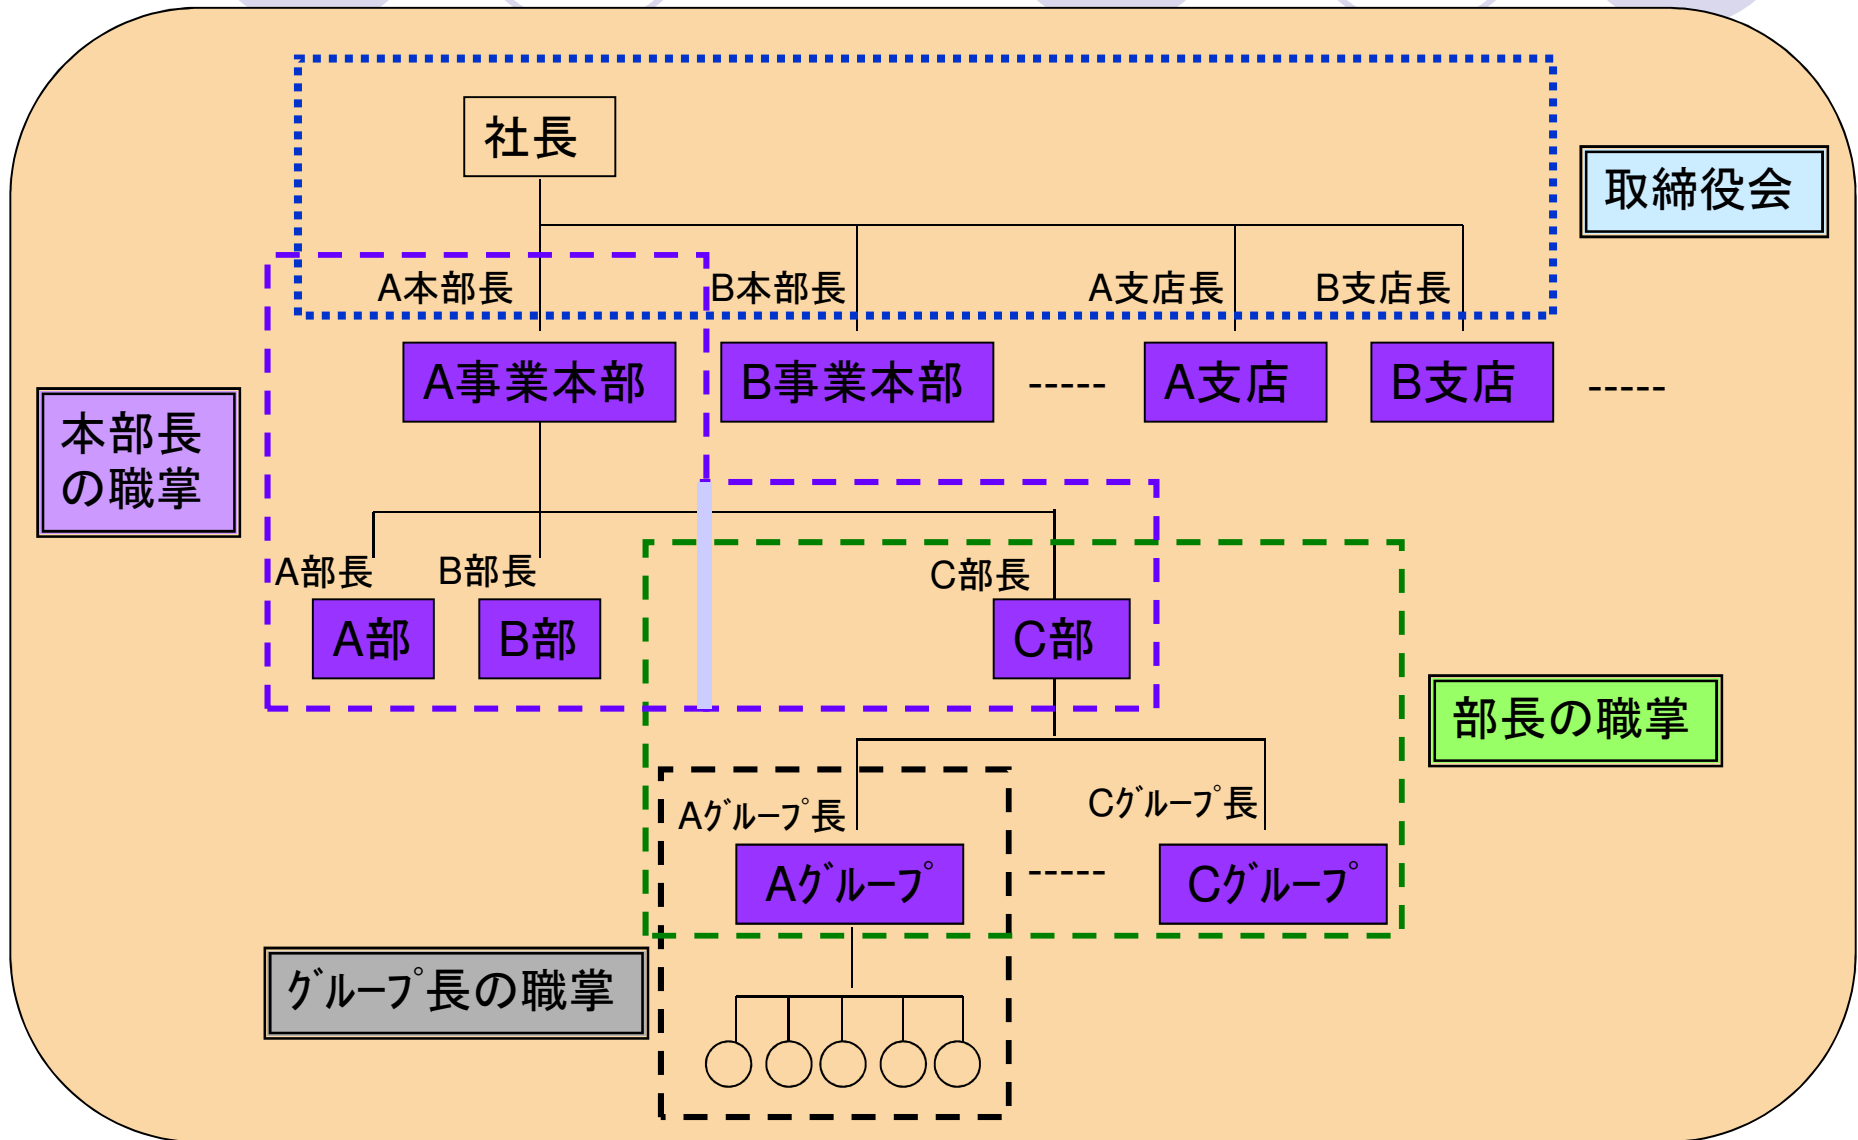 社長
取締役会
A本部長
B本部長
A支店長
B支店長
A事業本部
B事業本部
-----
A支店
B支店
-----
本部長
の職掌
A部長
B部長
C部長
A部
B部
C部
部長の職掌
Aｸﾞﾙｰﾌﾟ長
Cｸﾞﾙｰﾌﾟ長
Aｸﾞﾙｰﾌﾟ
-----
Cｸﾞﾙｰﾌﾟ
ｸﾞﾙｰﾌﾟ長の職掌